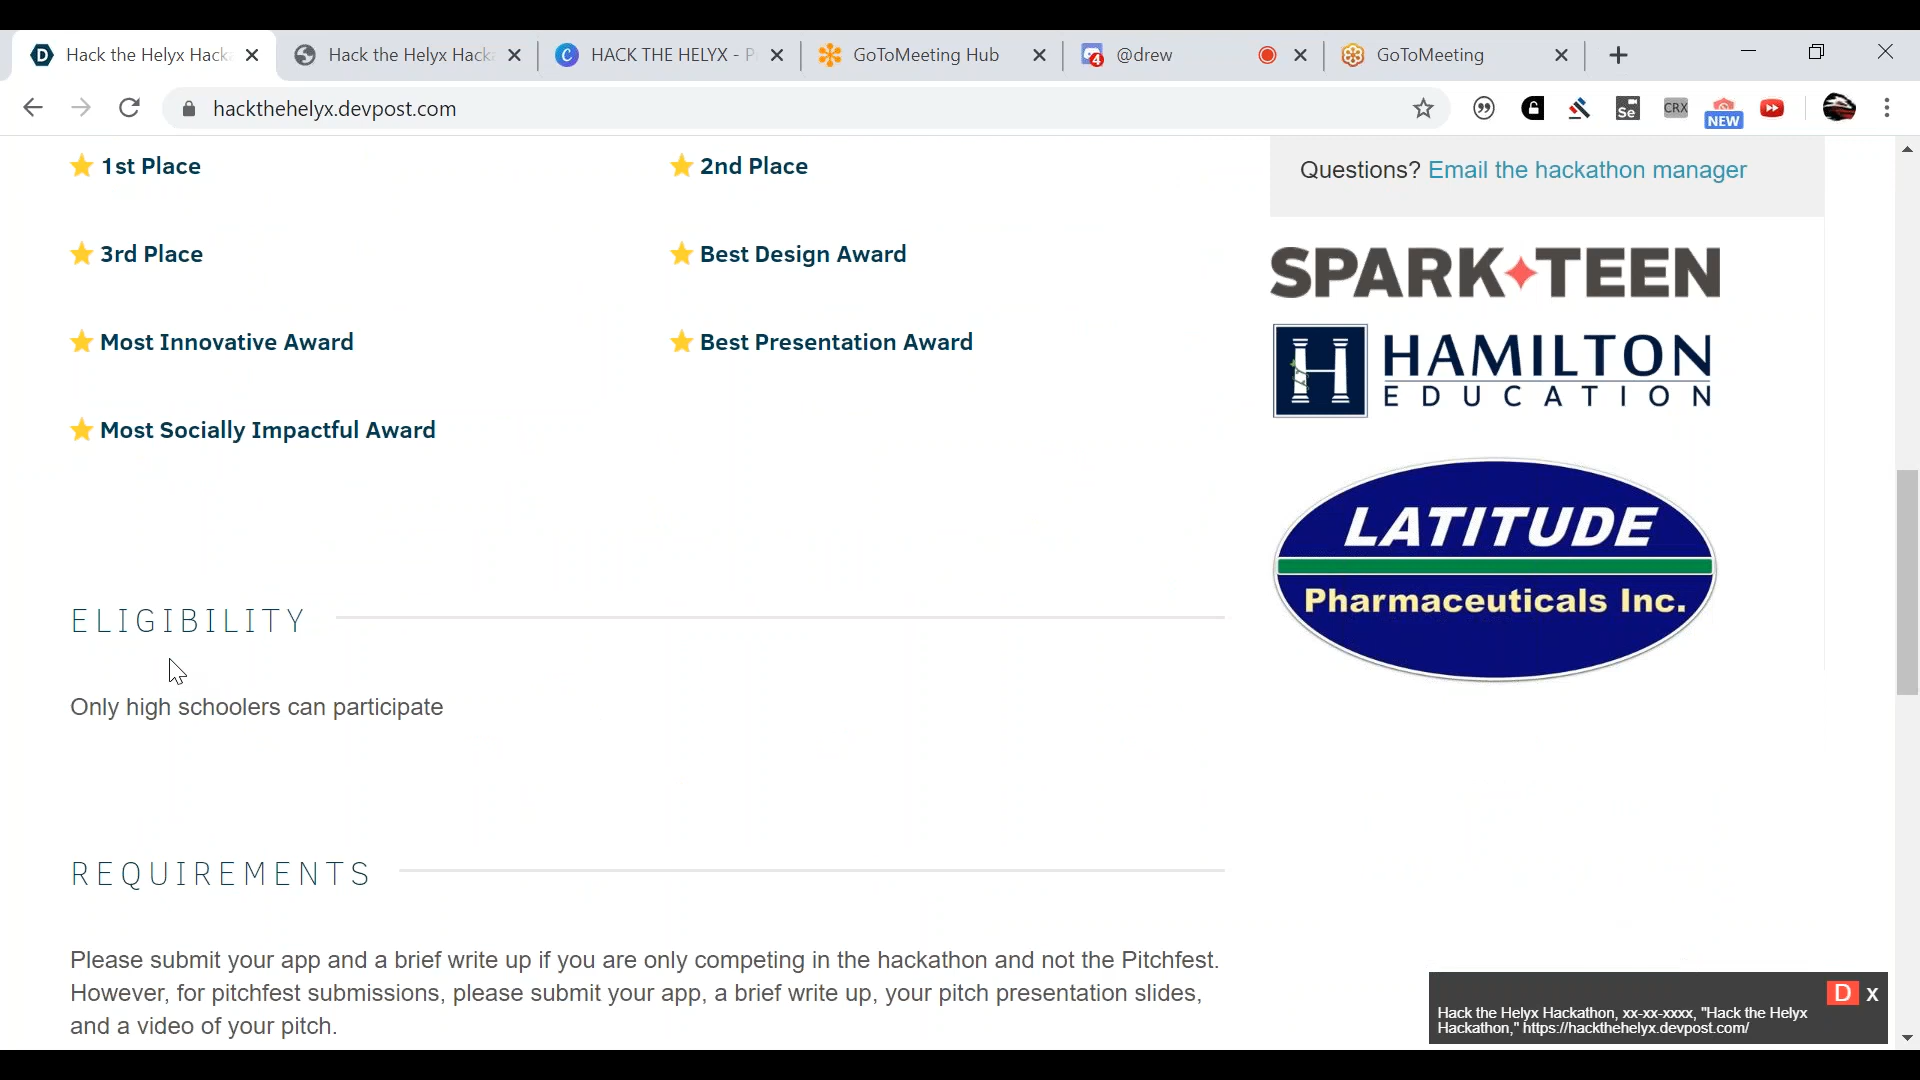 Hack the Helyx Hack
Hack the Helyx Hack
HACK THE HELYX - P
GoToMeeting Hub
4
@drew
GoToMeeting
hackthehelyx.devpost.com
Se
CRX
NEW
1st Place
2nd Place
3rd Place
Best Design Award
Most Innovative Award
Best Presentation Award
Most Socially Impactful Award
ELIGIBILITY
Only high schoolers can participate
REQUIREMENTS
Please submit your app and a brief write up if you are only competing in the hackathon and not the Pitchfest.
However, for pitchfest submissions, please submit your app, a brief write up, your pitch presentation slides,
and a video of your pitch.
Questions? Email the hackathon manager
SPARK TEEN
H HAMILTON
EDUCATION
LATITUDE
Pharmaceuticals Inc.
D x
Hack the Helyx Hackathon, xx-xx-xxxx, "Hack the Helyx
Hackathon," https://hackthehelyx.devpost.com/